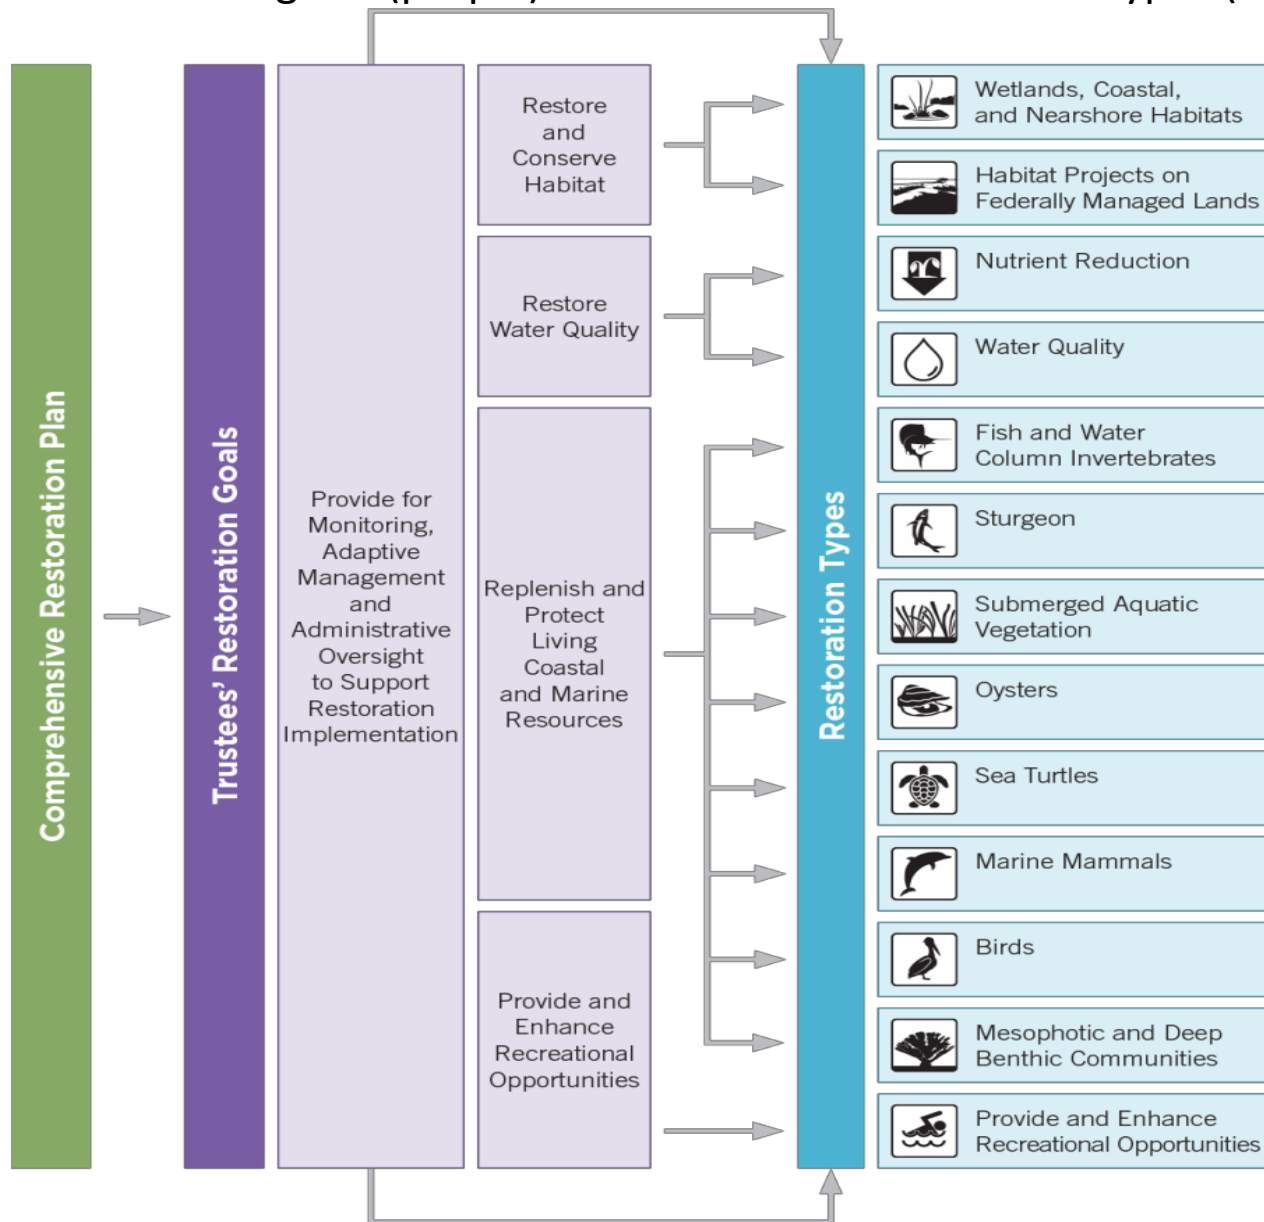 Comprehensive Restoration Plan
Trustees' Restoration Goals
Provide for
Monitoring,
Adaptive
Management
and
Administrative
Oversight
to Support
Restoration
Implementation
Restore
and
Conserve
Habitat
Restore
Water Quality
Replenish and
Protect
Living
Coastal
and Marine
Resources
Provide and
Enhance
Recreational
Opportunities
Restoration Types
Wetlands, Coastal,
and Nearshore Habitats
Habitat Projects on
Federally Managed Lands
Nutrient Reduction
Water Quality
Fish and Water
Column Invertebrates
Sturgeon
Submerged Aquatic
Vegetation
Oysters
Sea Turtles
Marine Mammals
Birds
Mesophotic and Deep
Benthic Communities
Provide and Enhance
Recreational Opportunities